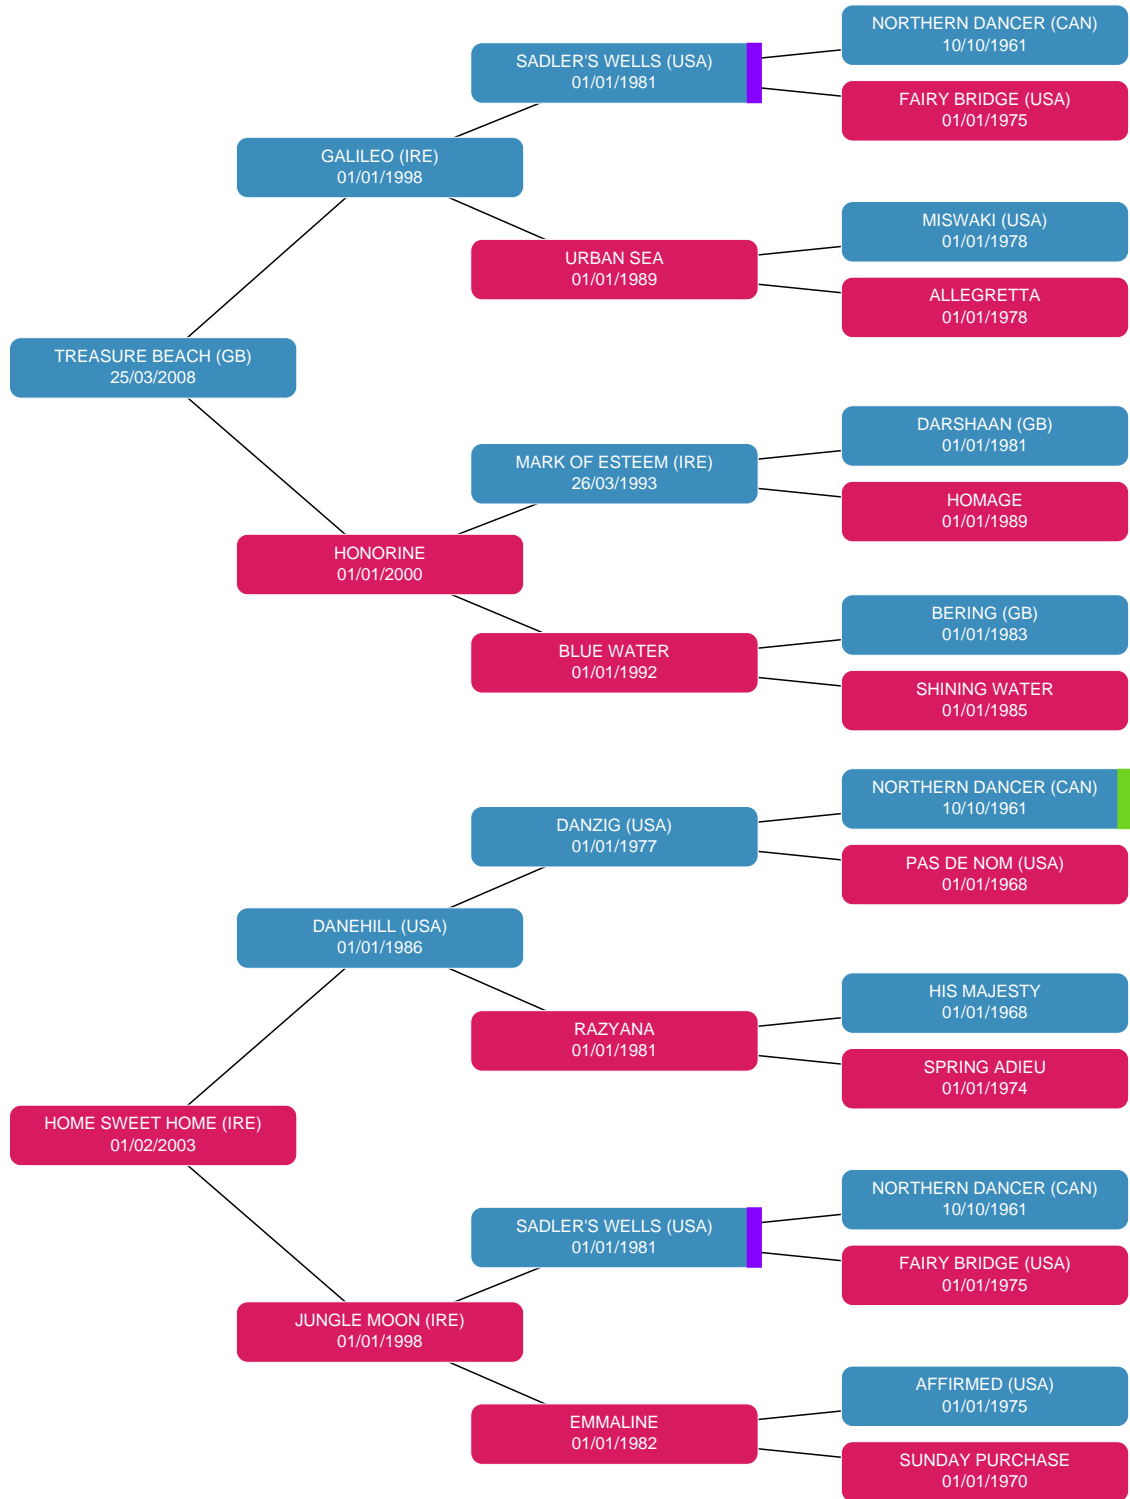 NORTHERN DANCER (CAN)
10/10/1961
SADLER'S WELLS (USA)
01/01/1981
FAIRY BRIDGE (USA)
01/01/1975
GALILEO (IRE)
01/01/1998
MISWAKI (USA)
01/01/1978
URBAN SEA
01/01/1989
ALLEGRETTA
01/01/1978
TREASURE BEACH (GB)
25/03/2008
DARSHAAN (GB)
01/01/1981
MARK OF ESTEEM (IRE)
26/03/1993
HOMAGE
01/01/1989
HONORINE
01/01/2000
BERING (GB)
01/01/1983
BLUE WATER
01/01/1992
SHINING WATER
01/01/1985
NORTHERN DANCER (CAN)
10/10/1961
DANZIG (USA)
01/01/1977
PAS DE NOM (USA)
01/01/1968
DANEHILL (USA)
01/01/1986
HIS MAJESTY
01/01/1968
RAZYANA
01/01/1981
SPRING ADIEU
01/01/1974
HOME SWEET HOME (IRE)
01/02/2003
NORTHERN DANCER (CAN)
10/10/1961
SADLER'S WELLS (USA)
01/01/1981
FAIRY BRIDGE (USA)
01/01/1975
JUNGLE MOON (IRE)
01/01/1998
AFFIRMED (USA)
01/01/1975
EMMALINE
01/01/1982
SUNDAY PURCHASE
01/01/1970